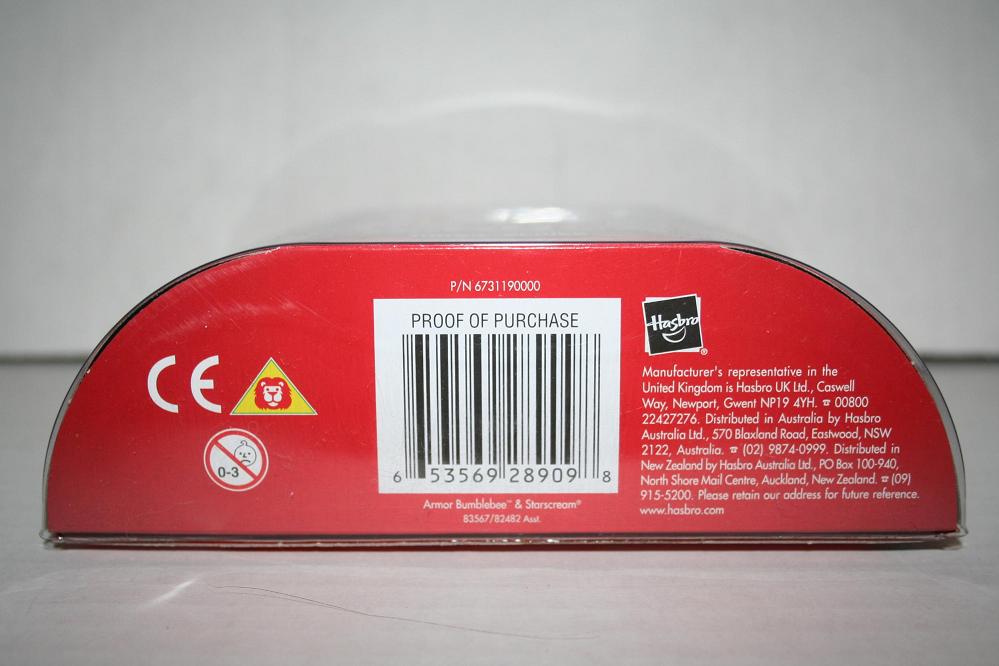 P/N 6731190000
PROOF OF PURCHASE
6 53569 28909 8
Armor Bumblebee™ & Starscream®
83567/82482 Asst.
CE
0-3
Hasbro
®
Manufacturer's representative in the
United Kingdom is Hasbro UK Ltd., Caswell
Way, Newport, Gwent NP19 4YH. ☎ 00800
22427276. Distributed in Australia by Hasbro
Australia Ltd., 570 Blaxland Road, Eastwood, NSW
2122, Australia. ☎ (02) 9874-0999. Distributed in
New Zealand by Hasbro Australia Ltd., PO Box 100-940,
North Shore Mail Centre, Auckland, New Zealand. ☎ (09)
915-5200. Please retain our address for future reference.
www.hasbro.com